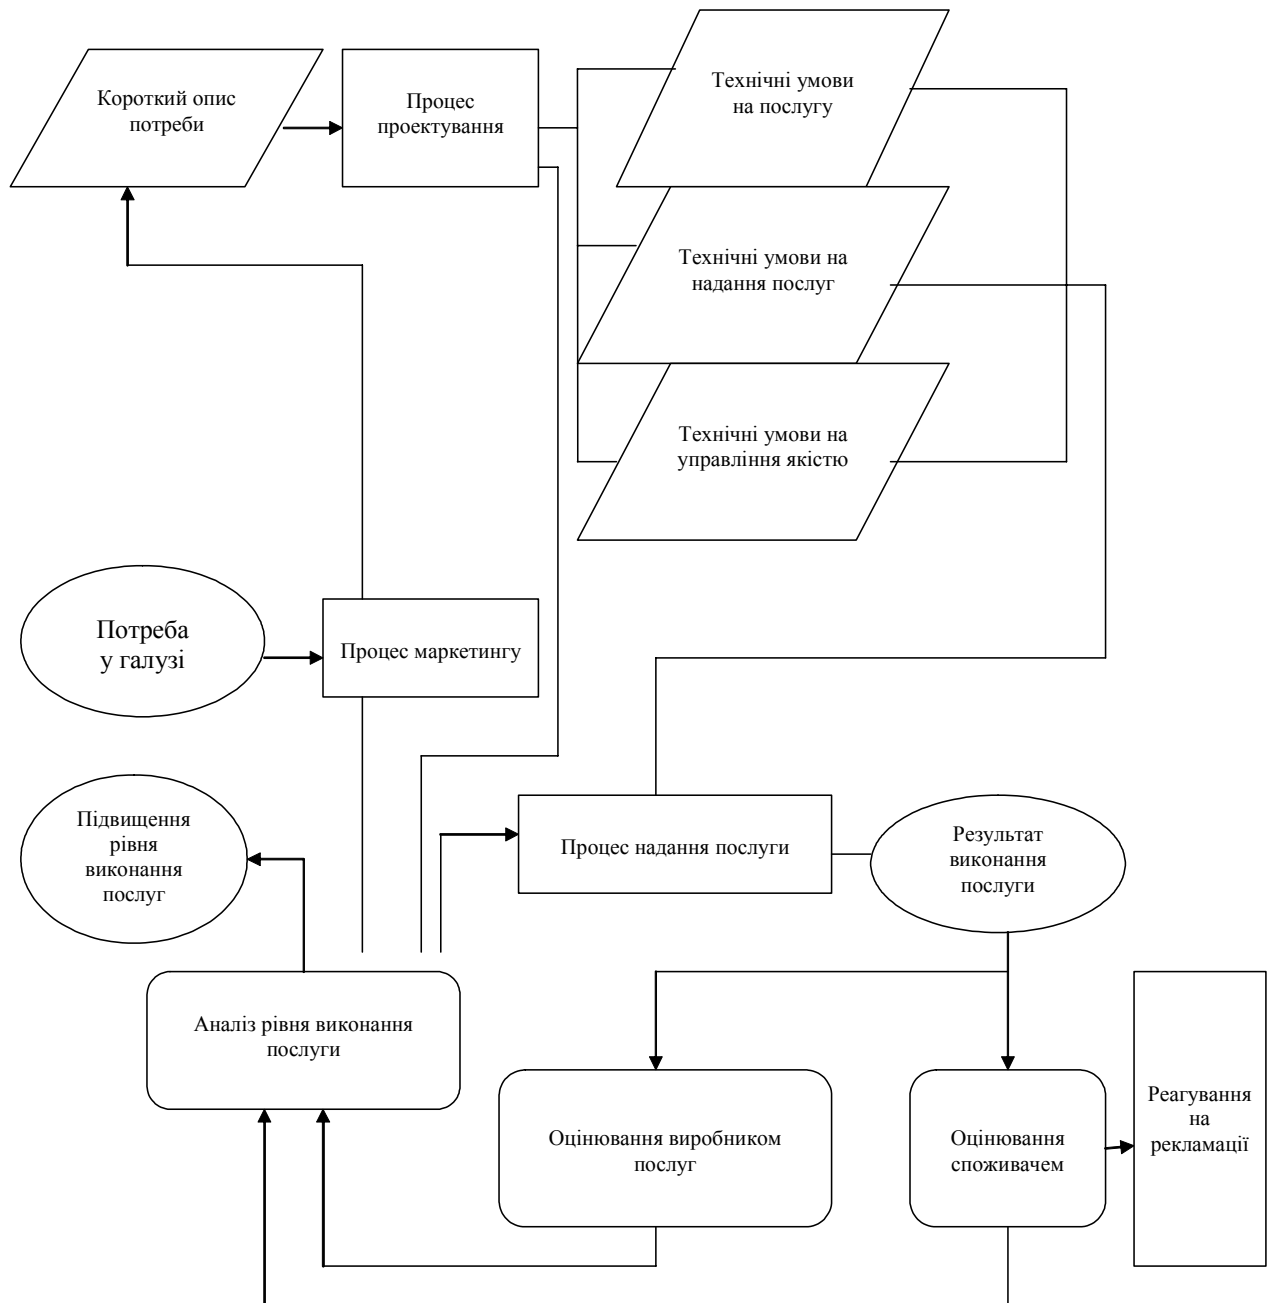 Короткий опис
потреби
Процес
проектування
Технічні умови
на послугу
Технічні умови на
надання послуг
Технічні умови на
управління якістю
Потреба
у галузі
Процес маркетингу
Підвищення
рівня
виконання
послуг
Процес надання послуги
Результат
виконання
послуги
Аналіз рівня виконання
послуги
Оцінювання виробником
послуг
Оцінювання
споживачем
Реагування
на
рекламації